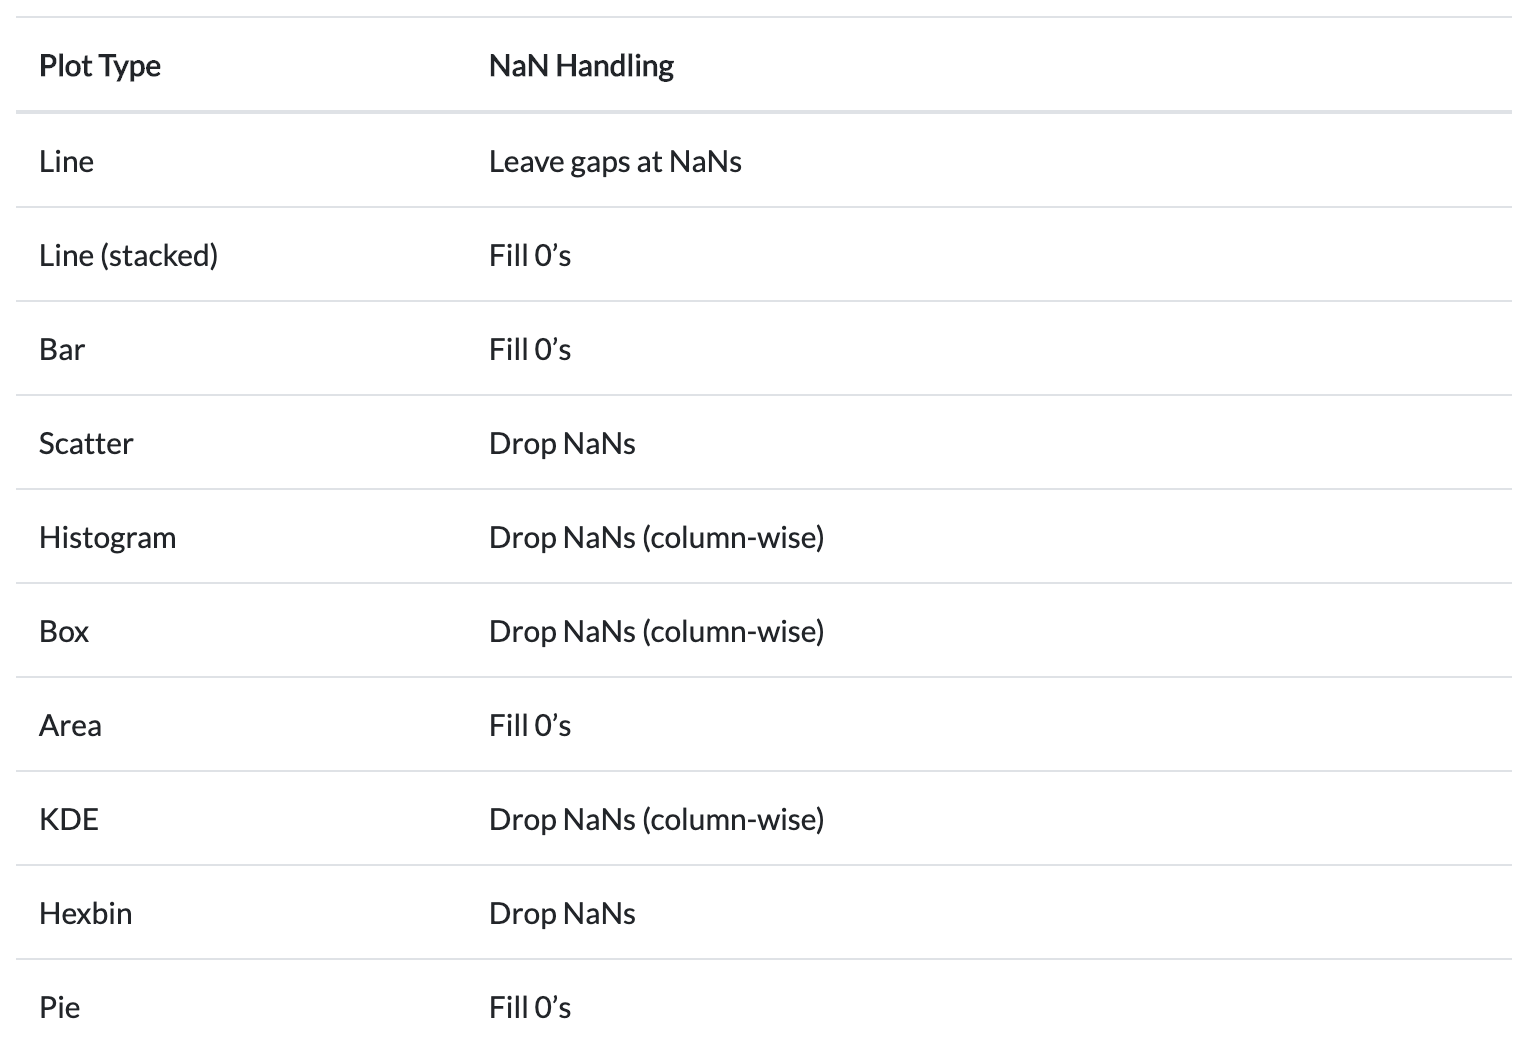 Plot Type NaN Handling
Line Leave gaps at NaNs
Line (stacked) Fill 0’s
Bar Fill 0’s
Scatter Drop NaNs
Histogram Drop NaNs (column-wise)
Box Drop NaNs (column-wise)
Area Fill 0’s
KDE Drop NaNs (column-wise)
Hexbin Drop NaNs
Pie Fill 0’s